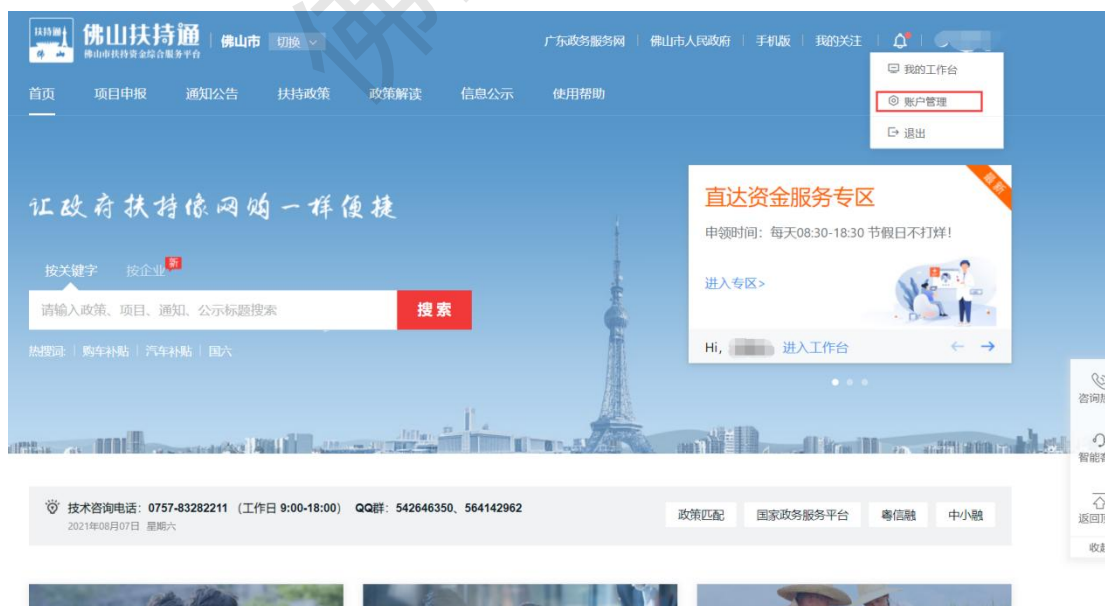 佛
扶持通
佛山
佛山扶持通
佛山市扶持资金综合服务平台
佛山市 切换
广东政务服务网 佛山市人民政府 手机版 我的关注
我的工作台
账户管理
退出
首页 项目申报 通知公告 扶持政策 政策解读 信息公示 使用帮助
让政府扶持像网购一样便捷
按关键字 按企业 新
请输入政策、项目、通知、公示标题搜索 搜索
热搜词: 购车补贴 汽车补贴 国六
最新
直达资金服务专区
申领时间：每天08:30-18:30 节假日不打烊！
进入专区>
Hi, 进入工作台
咨询
智能
返回
收起
技术咨询电话：0757-83282211 （工作日 9:00-18:00） QQ群：542646350、564142962
2021年08月07日 星期六
政策匹配 国家政务服务平台 粤信融 中小融